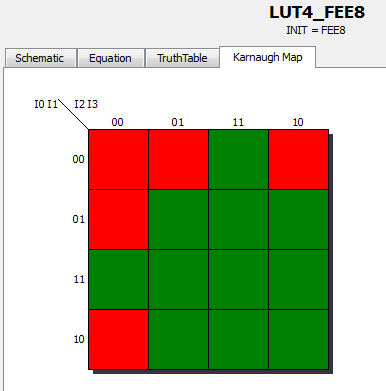 LUT4_FEE8
INIT = FEE8
Schematic Equation TruthTable Karnaugh Map
I0 I1 I2 I3
00 01 11 10
00
01
11
10